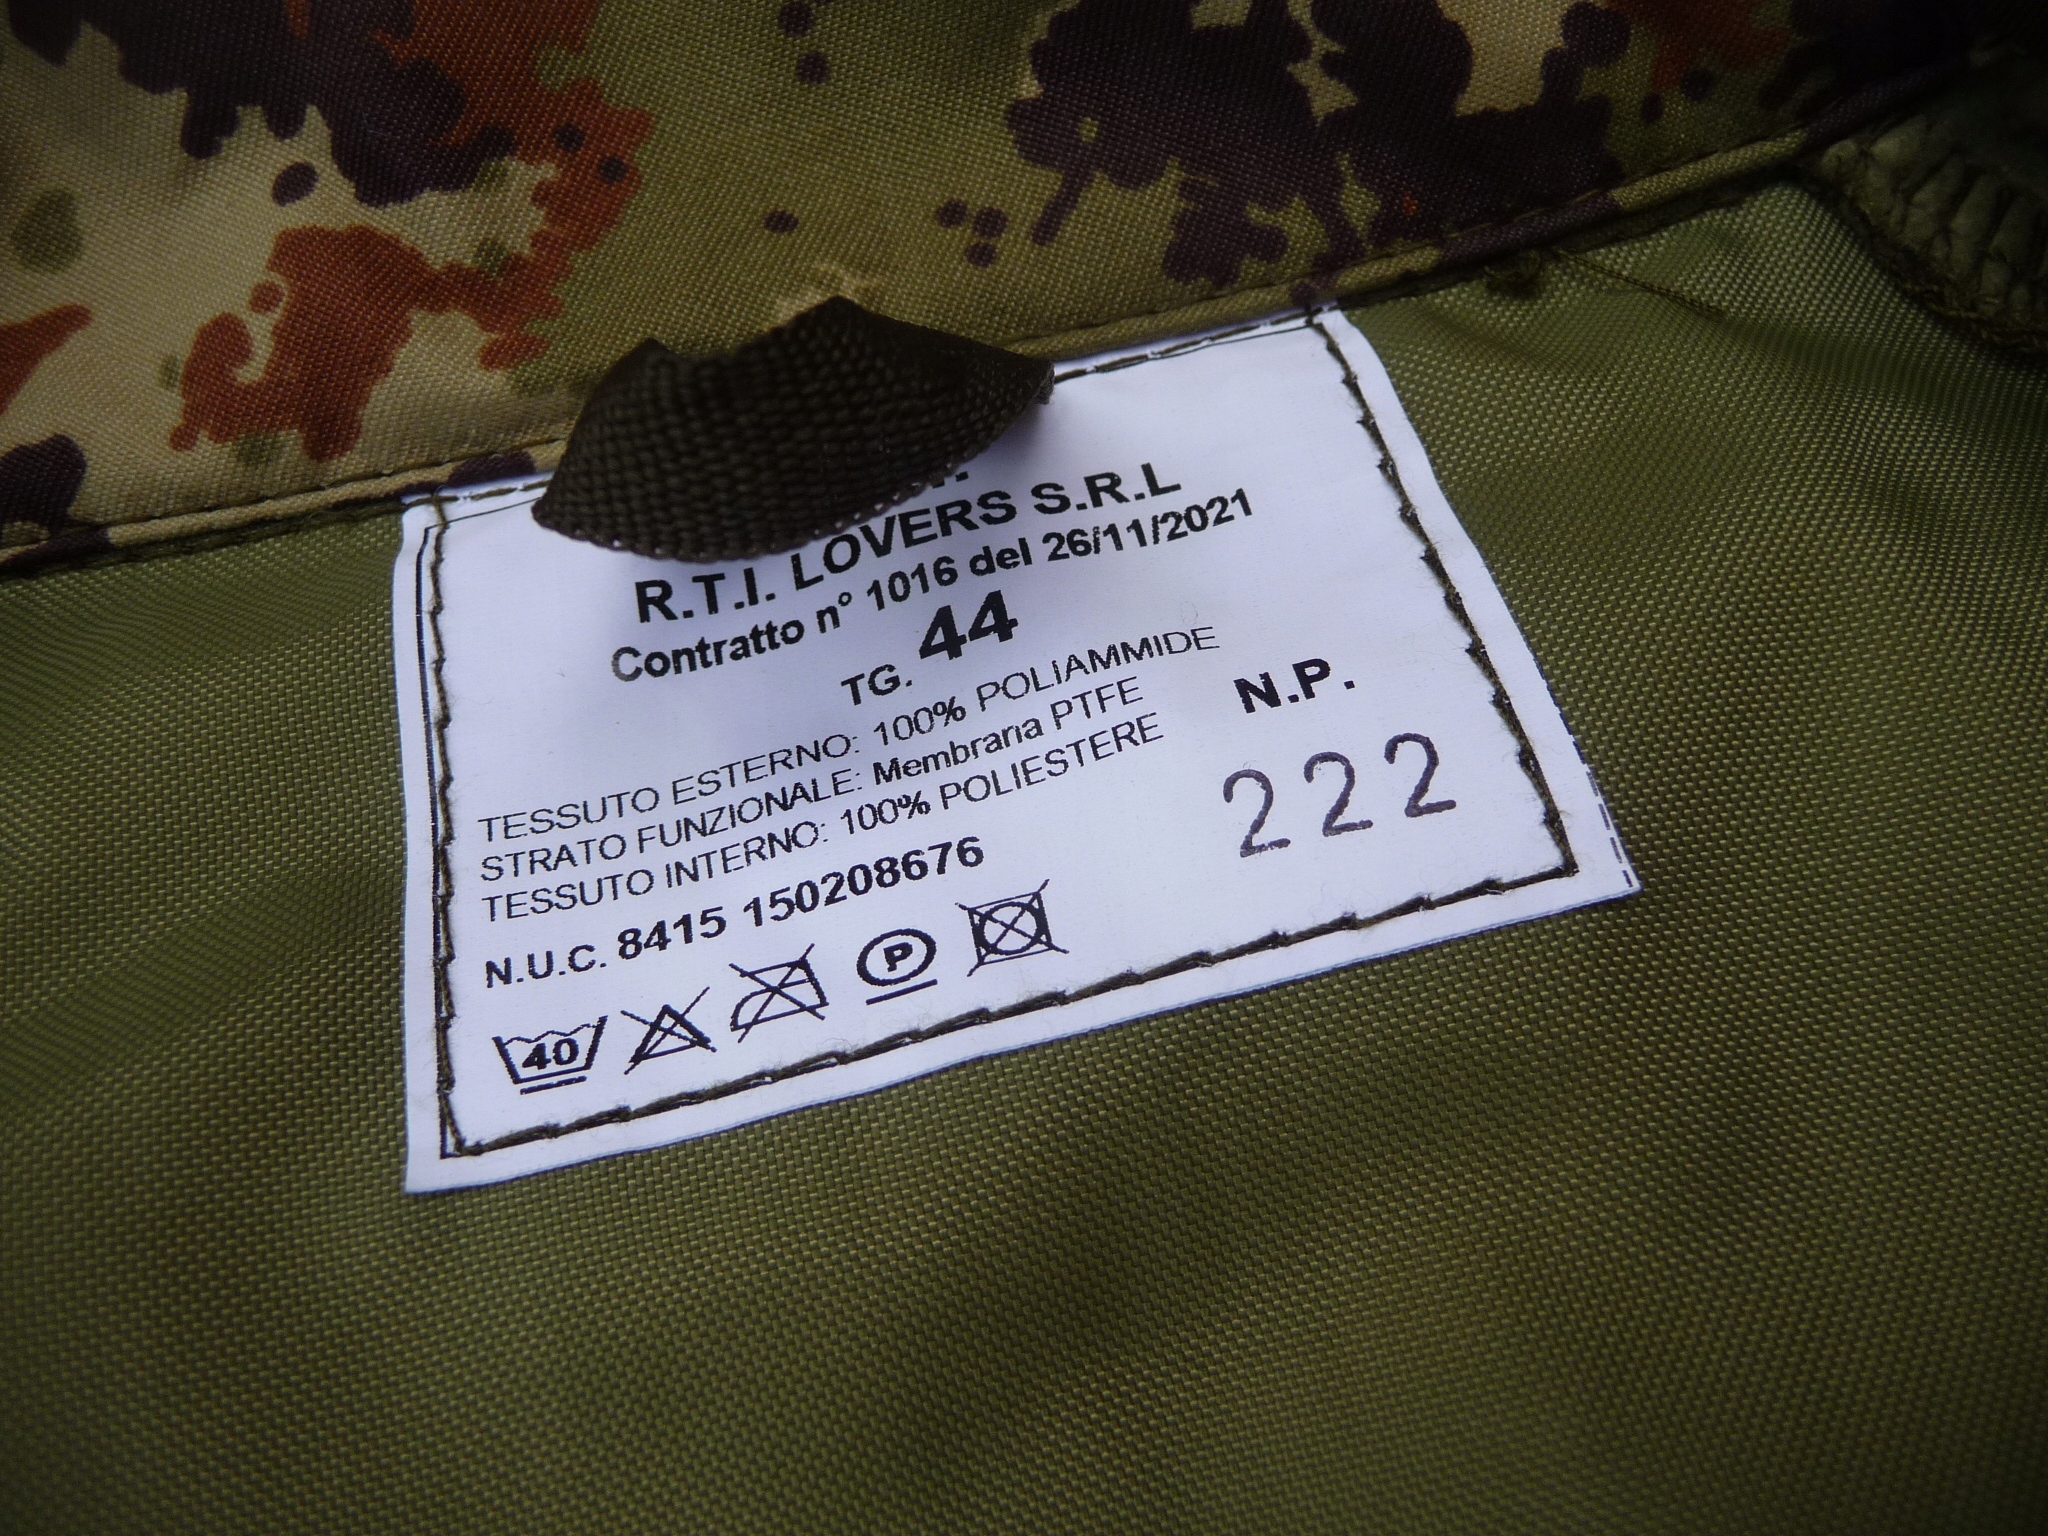 R.T.I. LOVERS S.R.L
Contratto n° 1016 del 26/11/2021
TG. 44
TESSUTO ESTERNO: 100% POLIAMMIDE
STRATO FUNZIONALE: Membrana PTFE
TESSUTO INTERNO: 100% POLIESTERE
N.P.
222
N.U.C. 8415 150208676
40
P